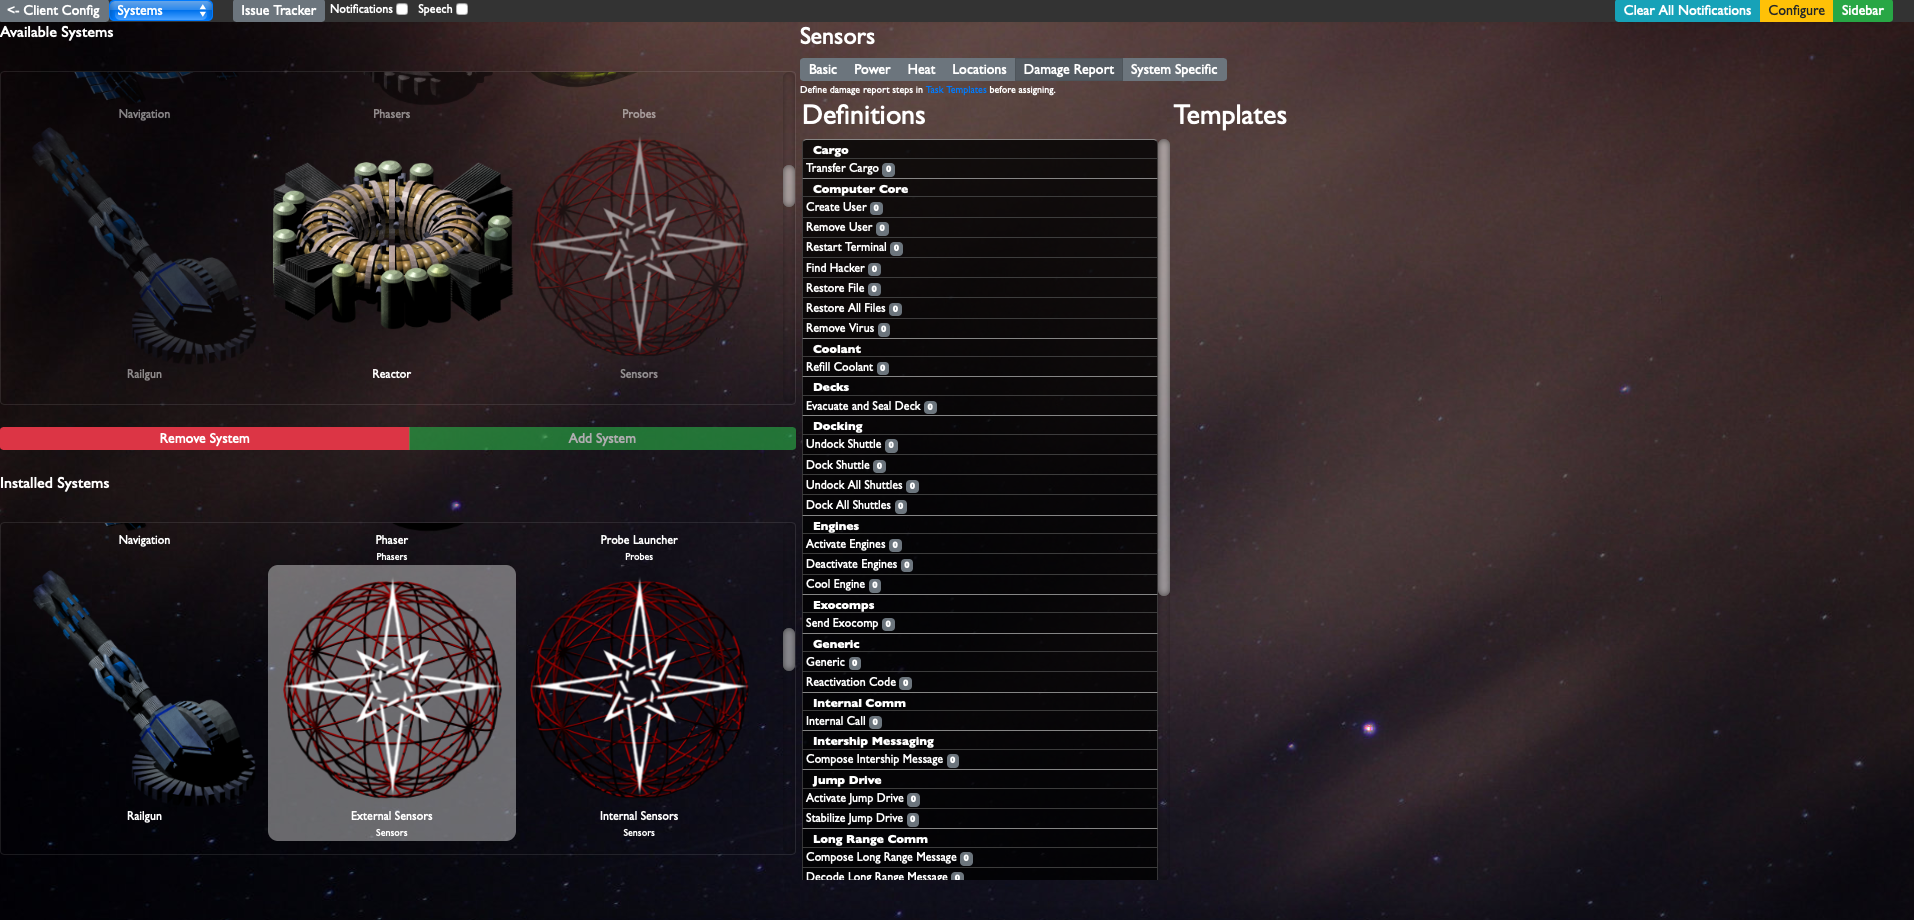 <- Client Config Systems Issue Tracker Notifications Speech Clear All Notifications Configure Sidebar
Available Systems
Navigation Phasers Probes
Railgun Reactor Sensors
Remove System Add System
Installed Systems
Navigation Phaser Probe Launcher
Phasers Probes
Railgun External Sensors Internal Sensors
Sensors Sensors
Sensors
Basic Power Heat Locations Damage Report System Specific
Define damage report steps in Task Templates before assigning.
Definitions Templates
Cargo
Transfer Cargo 0
Computer Core
Create User 0
Remove User 0
Restart Terminal 0
Find Hacker 0
Restore File 0
Restore All Files 0
Remove Virus 0
Coolant
Refill Coolant 0
Decks
Evacuate and Seal Deck 0
Docking
Undock Shuttle 0
Dock Shuttle 0
Undock All Shuttles 0
Dock All Shuttles 0
Engines
Activate Engines 0
Deactivate Engines 0
Cool Engine 0
Exocomps
Send Exocomp 0
Generic
Generic 0
Reactivation Code 0
Internal Comm
Internal Call 0
Intership Messaging
Compose Intership Message 0
Jump Drive
Activate Jump Drive 0
Stabilize Jump Drive 0
Long Range Comm
Compose Long Range Message 0
Decode Long Range Message 0